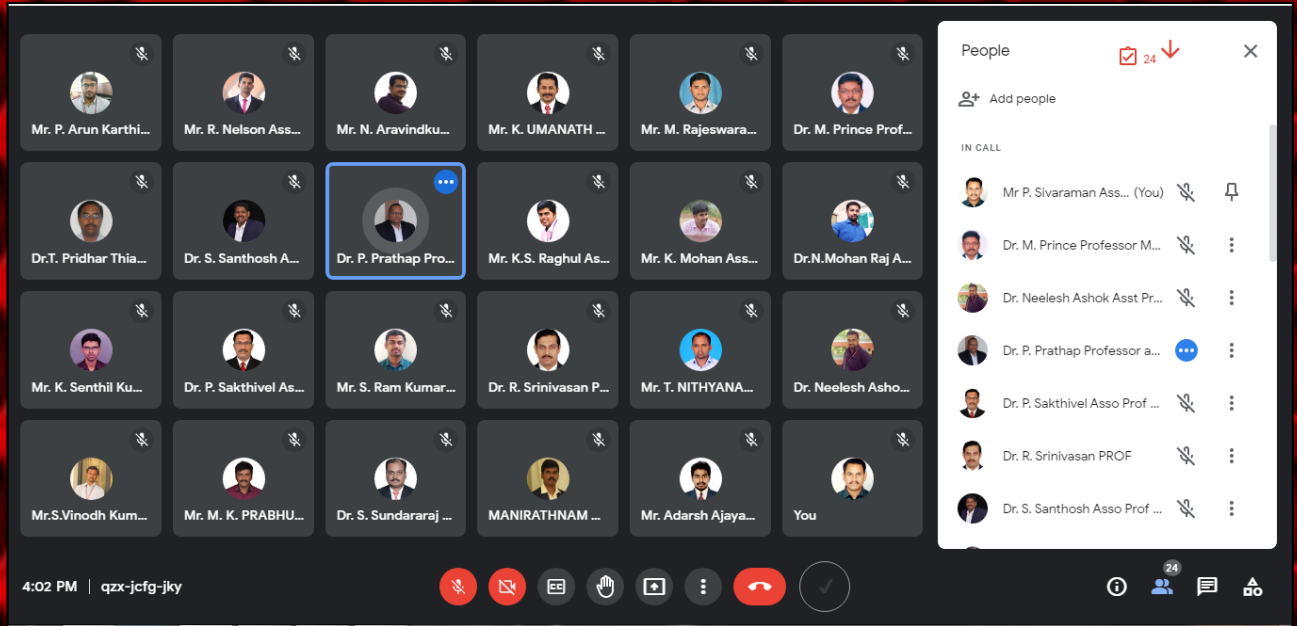 Mr. P. Arun Karthi...
Mr. R. Nelson Ass...
Mr. N. Aravindku...
Mr. K. UMANATH ...
Mr. M. Rajeswara...
Dr. M. Prince Prof...
Dr.T. Pridhar Thia...
Dr. S. Santhosh A...
Dr. P. Prathap Pro...
Mr. K.S. Raghul As...
Mr. K. Mohan Ass...
Dr.N.Mohan Raj A...
Mr. K. Senthil Ku...
Dr. P. Sakthivel As...
Mr. S. Ram Kumar...
Dr. R. Srinivasan P...
Mr. T. NITHYANA...
Dr. Neelesh Asho...
Mr.S.Vinodh Kum...
Mr. M. K. PRABHU...
Dr. S. Sundararaj ...
MANIRATHNAM ...
Mr. Adarsh Ajaya...
You
People
24
Add people
IN CALL
Mr P. Sivaraman Ass... (You)
Dr. M. Prince Professor M...
Dr. Neelesh Ashok Asst Pr...
Dr. P. Prathap Professor a...
Dr. P. Sakthivel Asso Prof ...
Dr. R. Srinivasan PROF
Dr. S. Santhosh Asso Prof ...
4:02 PM | qzx-jcfg-jky
24